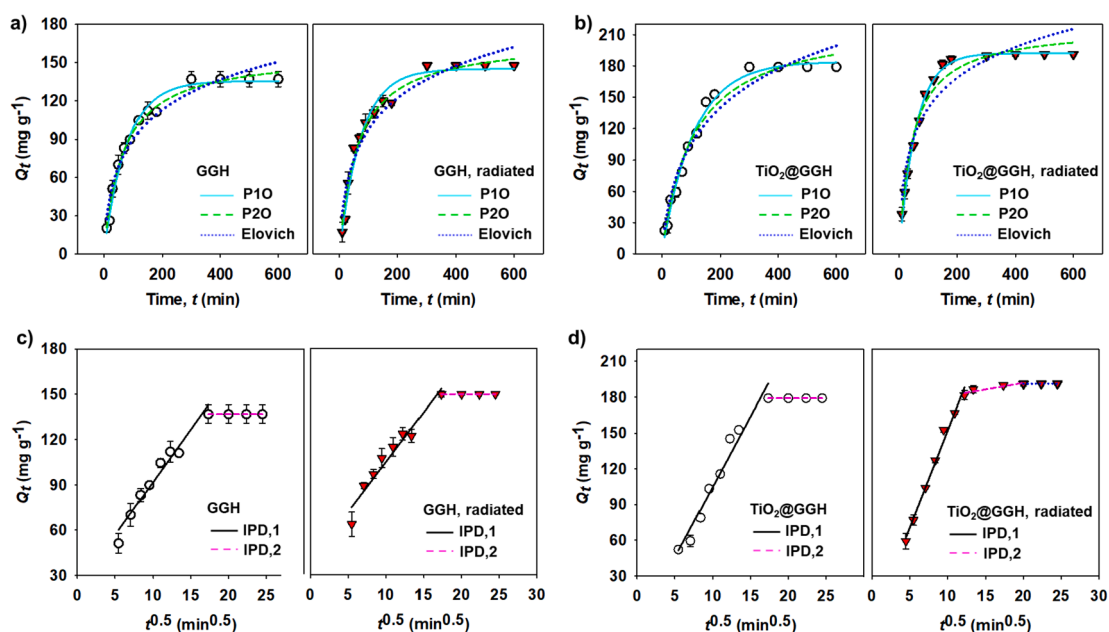 a)
180
150
120
90
60
30
0
Qt (mg g-1)
GGH
P1O
P2O
Elovich
GGH, radiated
P1O
P2O
Elovich
0 200 400 600
0 200 400 600
Time, t (min)
Time, t (min)
b)
210
180
150
120
90
60
30
0
TiO2@GGH
P1O
P2O
Elovich
TiO2@GGH, radiated
P1O
P2O
Elovich
0 200 400 600
0 200 400 600
Time, t (min)
Time, t (min)
c)
180
150
120
90
60
30
Qt (mg g-1)
GGH
IPD,1
IPD,2
GGH, radiated
IPD,1
IPD,2
0 5 10 15 20 25
0 5 10 15 20 25 30
t0.5 (min0.5)
t0.5 (min0.5)
d)
210
180
150
120
90
60
30
TiO2@GGH
IPD,1
IPD,2
TiO2@GGH, radiated
IPD,1
IPD,2
0 5 10 15 20 25
0 5 10 15 20 25 30
t0.5 (min0.5)
t0.5 (min0.5)